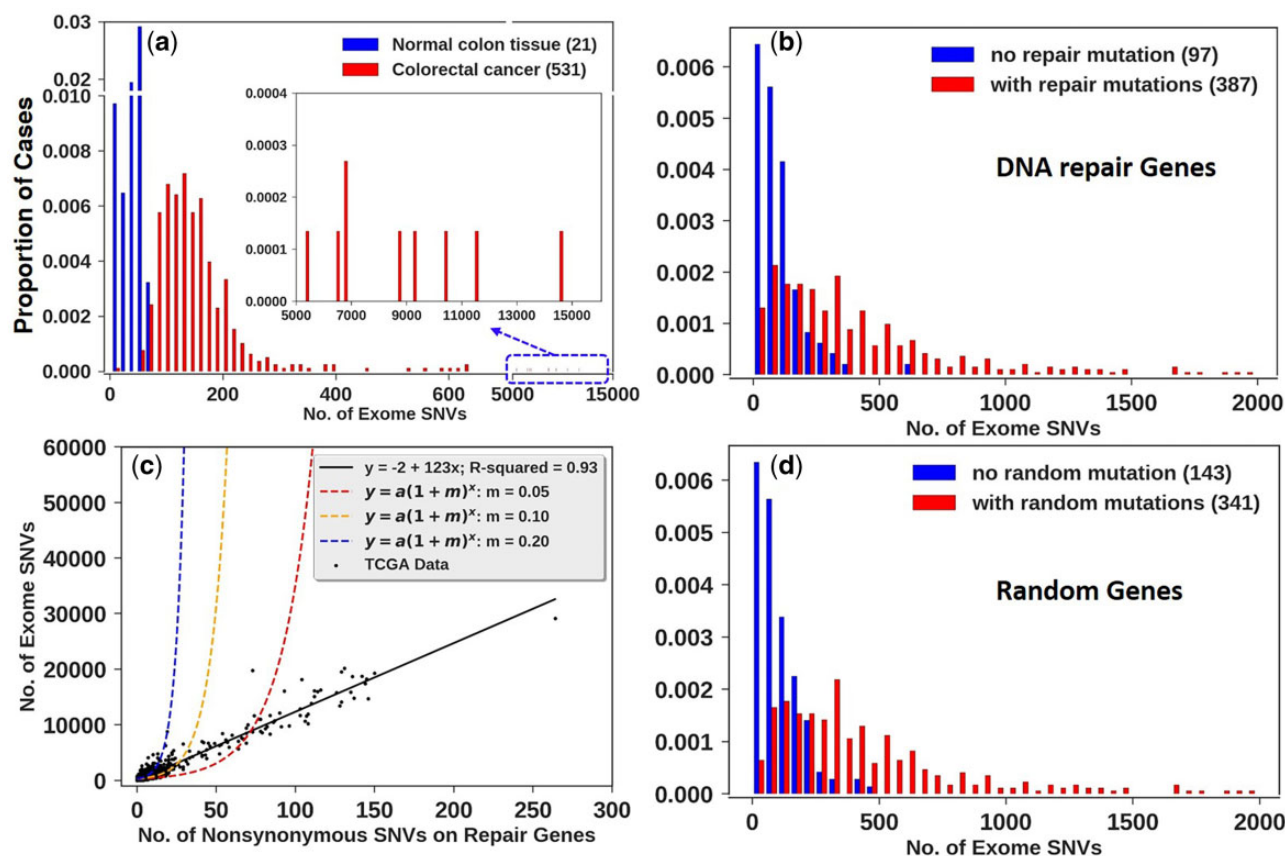 (a)
Normal colon tissue (21)
Colorectal cancer (531)
Proportion of Cases
0.03
0.02
0.010
0.008
0.006
0.004
0.002
0.000
0.0004
0.0003
0.0002
0.0001
0.0000
5000 7000 9000 11000 13000 15000
0 200 400 600 5000 15000
No. of Exome SNVs
(b)
no repair mutation (97)
with repair mutations (387)
DNA repair Genes
0.006
0.005
0.004
0.003
0.002
0.001
0.000
0 500 1000 1500 2000
No. of Exome SNVs
(c)
y = -2 + 123x; R-squared = 0.93
y = a(1 + m)ˣ: m = 0.05
y = a(1 + m)ˣ: m = 0.10
y = a(1 + m)ˣ: m = 0.20
TCGA Data
No. of Exome SNVs
60000
50000
40000
30000
20000
10000
0
0 50 100 150 200 250 300
No. of Nonsynonymous SNVs on Repair Genes
(d)
no random mutation (143)
with random mutations (341)
Random Genes
0.006
0.005
0.004
0.003
0.002
0.001
0.000
0 500 1000 1500 2000
No. of Exome SNVs